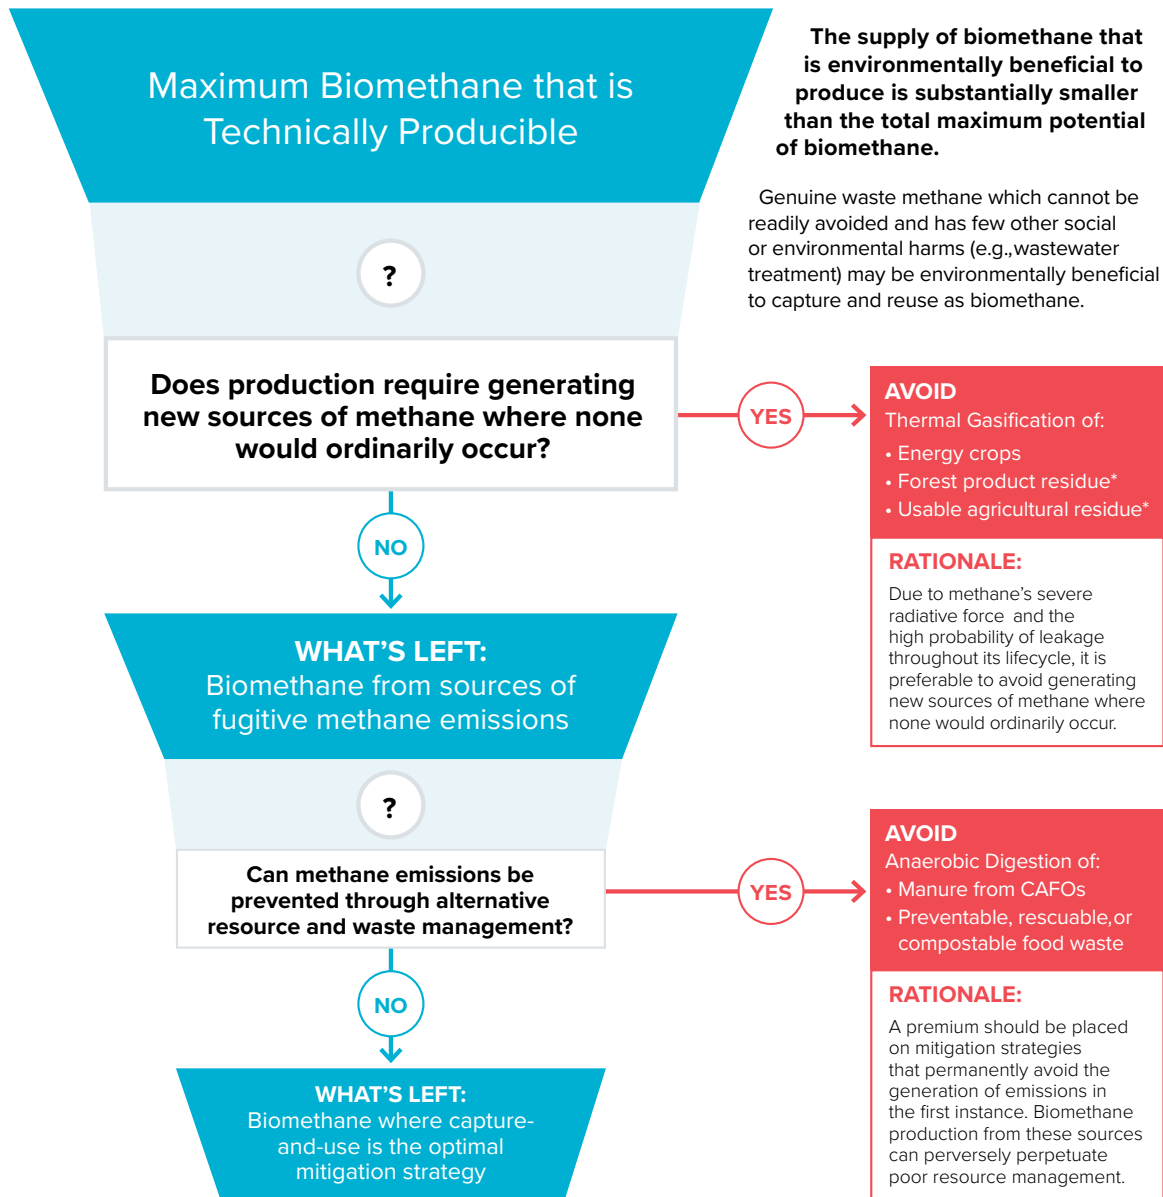 Maximum Biomethane that is
Technically Producible
The supply of biomethane that
is environmentally beneficial to
produce is substantially smaller
than the total maximum potential
of biomethane.
Genuine waste methane which cannot be
readily avoided and has few other social
or environmental harms (e.g.,wastewater
treatment) may be environmentally beneficial
to capture and reuse as biomethane.
?
Does production require generating
new sources of methane where none
would ordinarily occur?
YES
AVOID
Thermal Gasification of:
• Energy crops
• Forest product residue*
• Usable agricultural residue*
RATIONALE:
Due to methane’s severe
radiative force and the
high probability of leakage
throughout its lifecycle, it is
preferable to avoid generating
new sources of methane where
none would ordinarily occur.
NO
WHAT’S LEFT:
Biomethane from sources of
fugitive methane emissions
?
Can methane emissions be
prevented through alternative
resource and waste management?
YES
AVOID
Anaerobic Digestion of:
• Manure from CAFOs
• Preventable, rescuable,or
compostable food waste
RATIONALE:
A premium should be placed
on mitigation strategies
that permanently avoid the
generation of emissions in
the first instance. Biomethane
production from these sources
can perversely perpetuate
poor resource management.
NO
WHAT’S LEFT:
Biomethane where capture-
and-use is the optimal
mitigation strategy